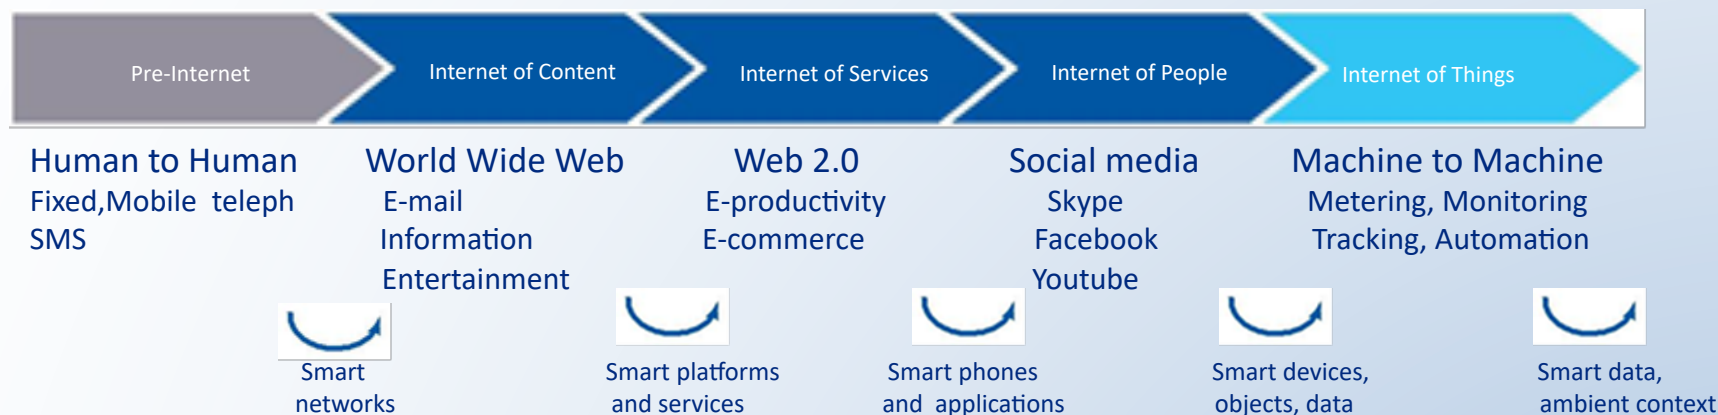 Pre-Internet
Internet of Content
Internet of Services
Internet of People
Internet of Things
Human to Human
Fixed,Mobile teleph
SMS
World Wide Web
E-mail
Information
Entertainment
Web 2.0
E-productivity
E-commerce
Social media
Skype
Facebook
Youtube
Machine to Machine
Metering, Monitoring
Tracking, Automation
Smart
networks
Smart platforms
and services
Smart phones
and applications
Smart devices,
objects, data
Smart data,
ambient context